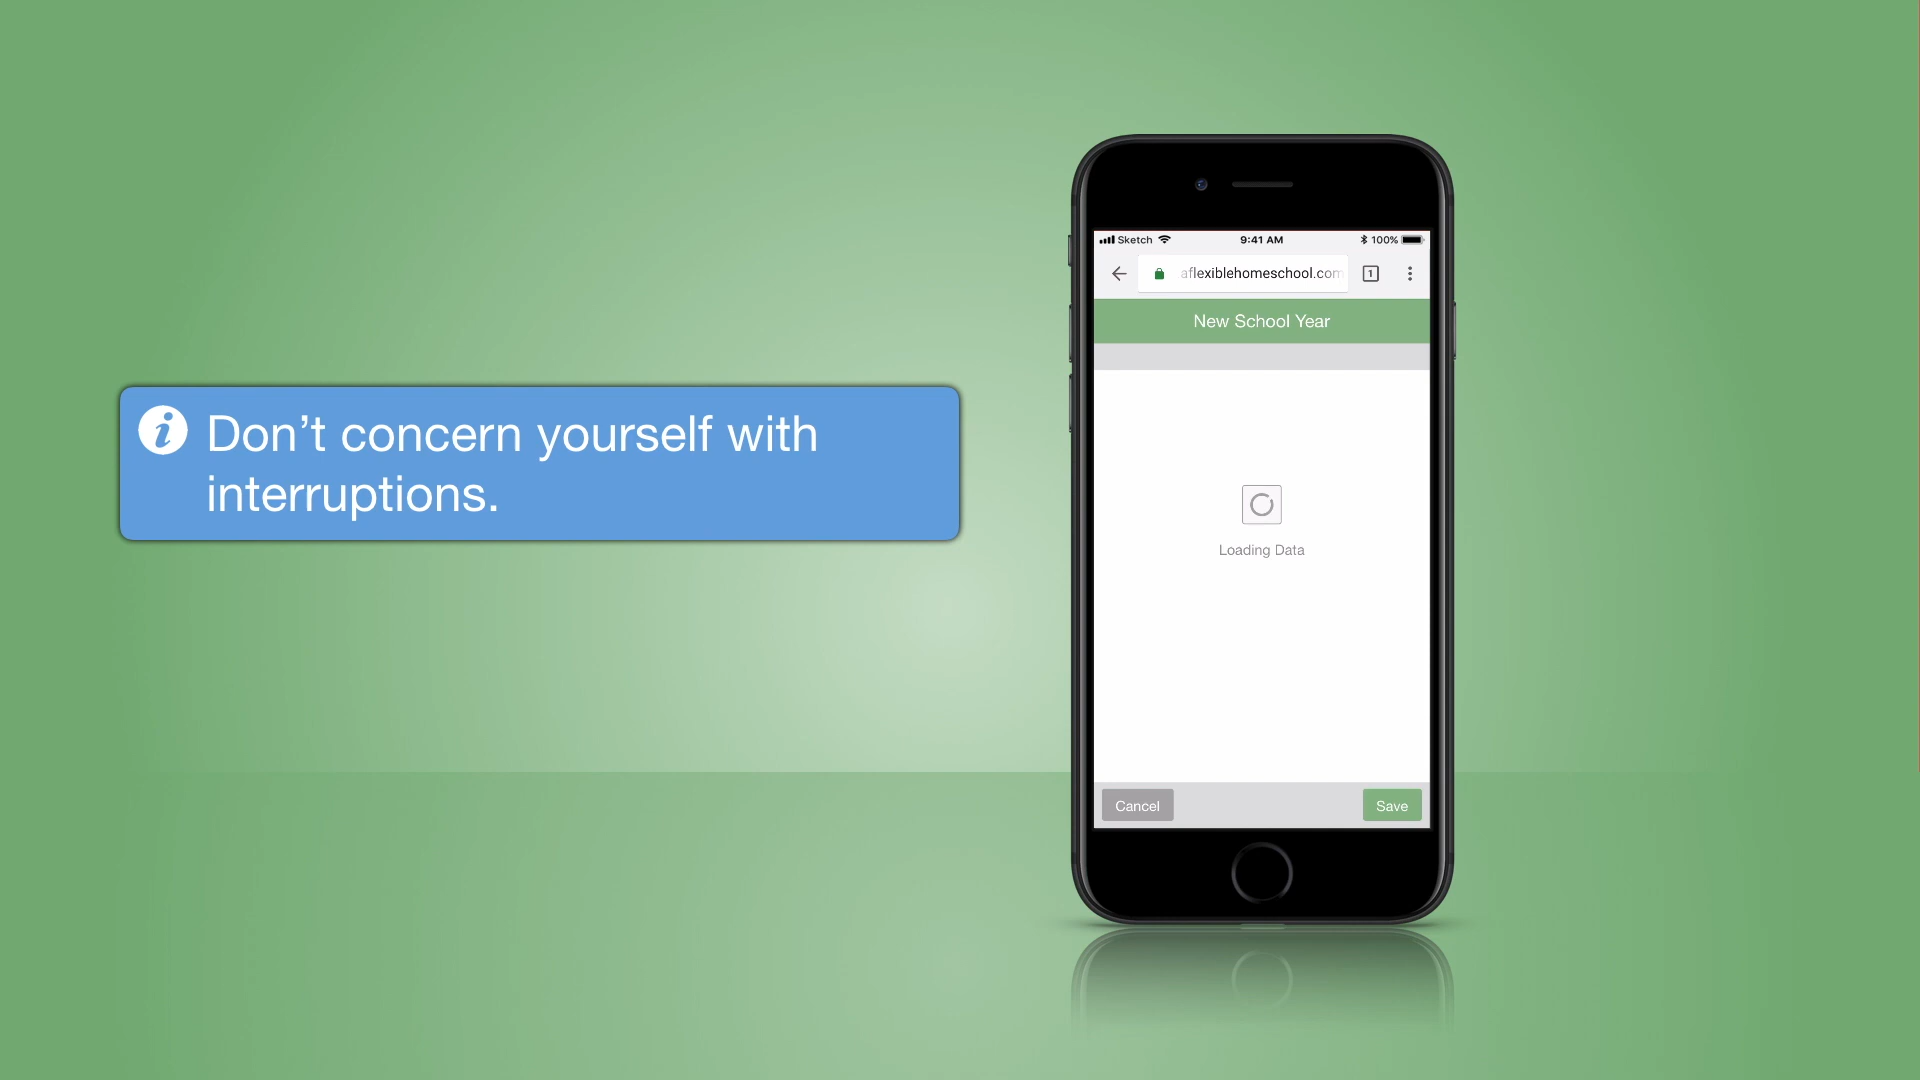 Don’t concern yourself with
interruptions.
Sketch 9:41 AM 100%
aflexiblehomeschool.com 1
New School Year
Loading Data
Cancel Save